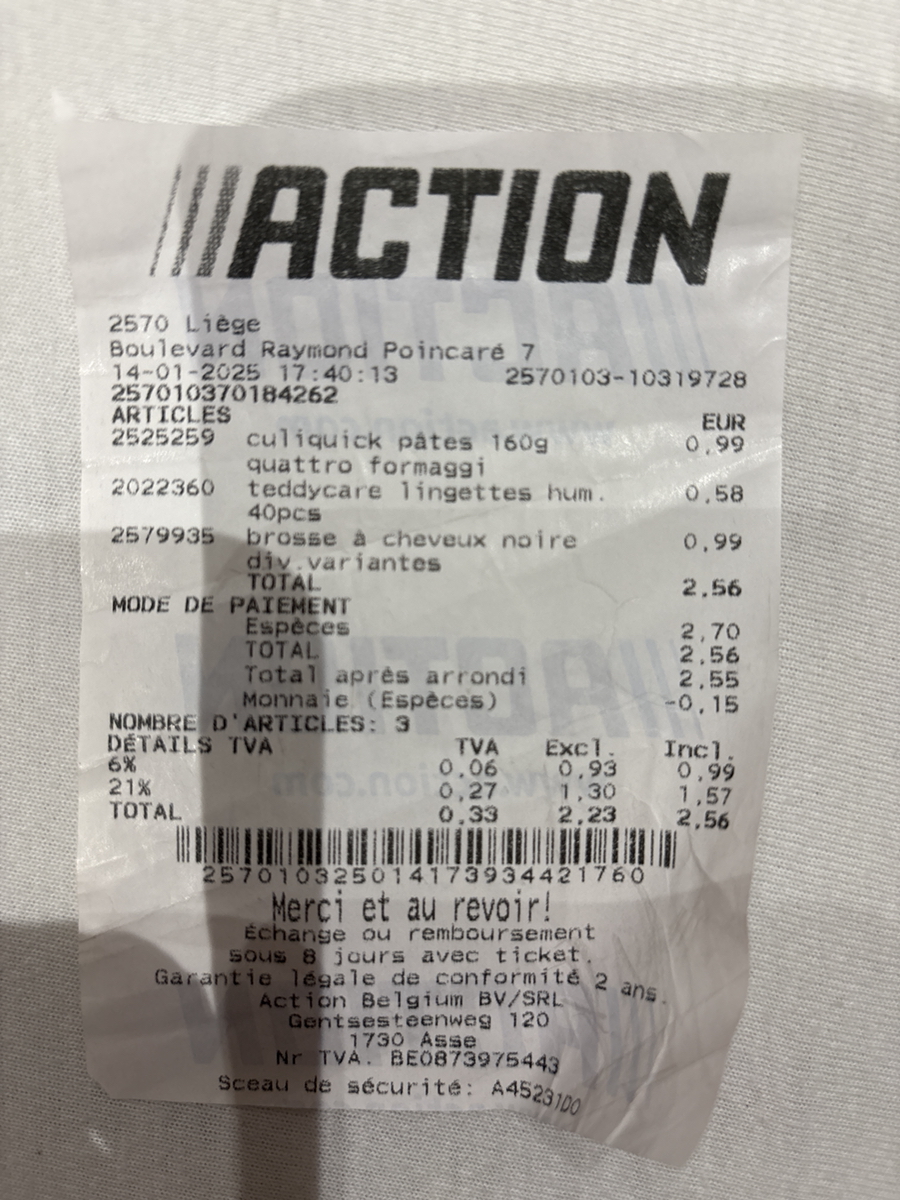 ACTION
2570 Liège
Boulevard Raymond Poincaré 7
14-01-2025 17:40:13 2570103-10319728
257010370184262
ARTICLES EUR
2525259 culiquick pâtes 160g 0,99
quattro formaggi
2022360 teddycare lingettes hum. 0,58
40pcs
2579935 brosse à cheveux noire 0,99
div.variantes
TOTAL 2,56
MODE DE PAIEMENT
Espèces 2,70
TOTAL 2,56
Total après arrondi 2,55
Monnaie (Espèces) -0,15
NOMBRE D'ARTICLES: 3
DÉTAILS TVA TVA Excl. Incl.
6% 0,06 0,93 0,99
21% 0,27 1,30 1,57
TOTAL 0,33 2,23 2,56
25701032501417393442176​0
Merci et au revoir!
Échange ou remboursement
sous 8 jours avec ticket.
Garantie légale de conformité 2 ans.
Action Belgium BV/SRL
Gentsesteenweg 120
1730 Asse
Nr TVA. BE0873975443
Sceau de sécurité: A4523100